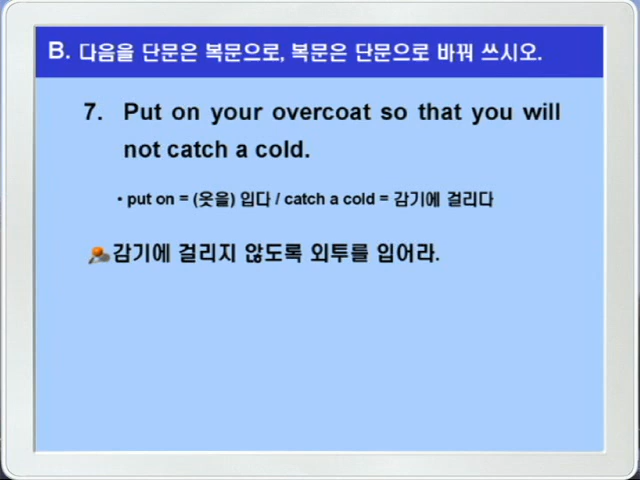 B. 다음을 단문은 복문으로, 복문은 단문으로 바꿔 쓰시오.
7. Put on your overcoat so that you will
not catch a cold.
• put on = (옷을) 입다 / catch a cold = 감기에 걸리다
감기에 걸리지 않도록 외투를 입어라.